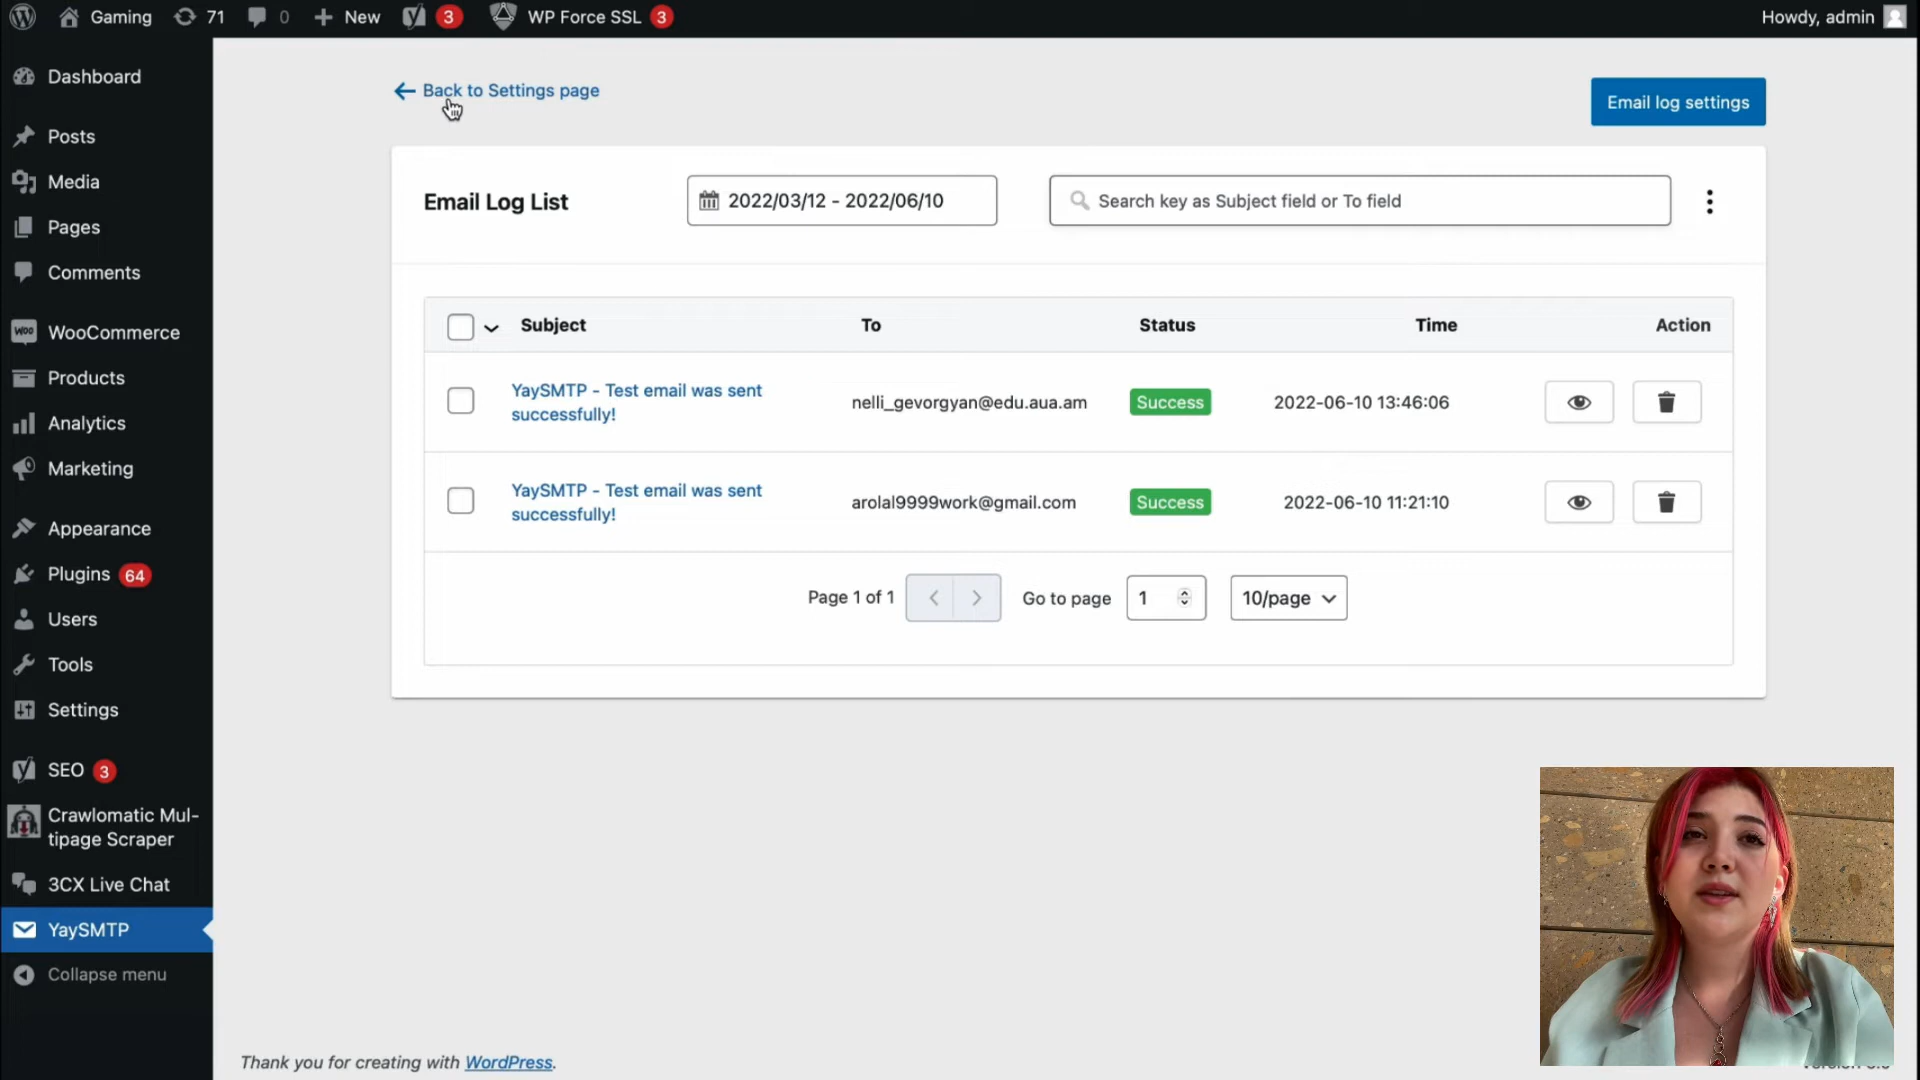 Gaming 71 0 New 3 WP Force SSL 3 Howdy, admin
Dashboard
Posts
Media
Pages
Comments
WOO WooCommerce
Products
Analytics
Marketing
Appearance
Plugins 64
Users
Tools
Settings
SEO 3
Crawlomatic Mul-
tipage Scraper
3CX Live Chat
YaySMTP
Collapse menu
Back to Settings page
Email log settings
Email Log List
2022/03/12 - 2022/06/10
Search key as Subject field or To field
Subject To Status Time Action
YaySMTP - Test email was sent
successfully!
nelli_gevorgyan@edu.aua.am Success 2022-06-10 13:46:06
YaySMTP - Test email was sent
successfully!
arolal9999work@gmail.com Success 2022-06-10 11:21:10
Page 1 of 1 Go to page 1 10/page
Thank you for creating with WordPress.